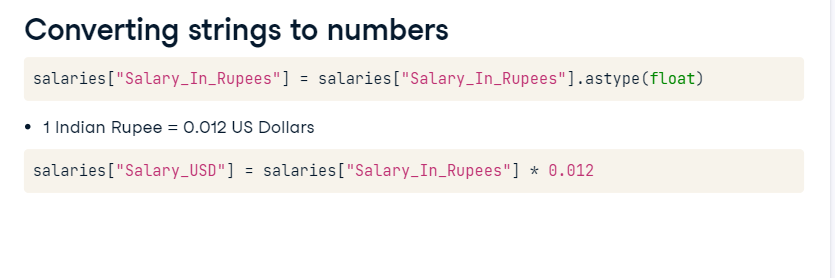 Converting strings to numbers
salaries["Salary_In_Rupees"] = salaries["Salary_In_Rupees"].astype(float)
• 1 Indian Rupee = 0.012 US Dollars
salaries["Salary_USD"] = salaries["Salary_In_Rupees"] * 0.012